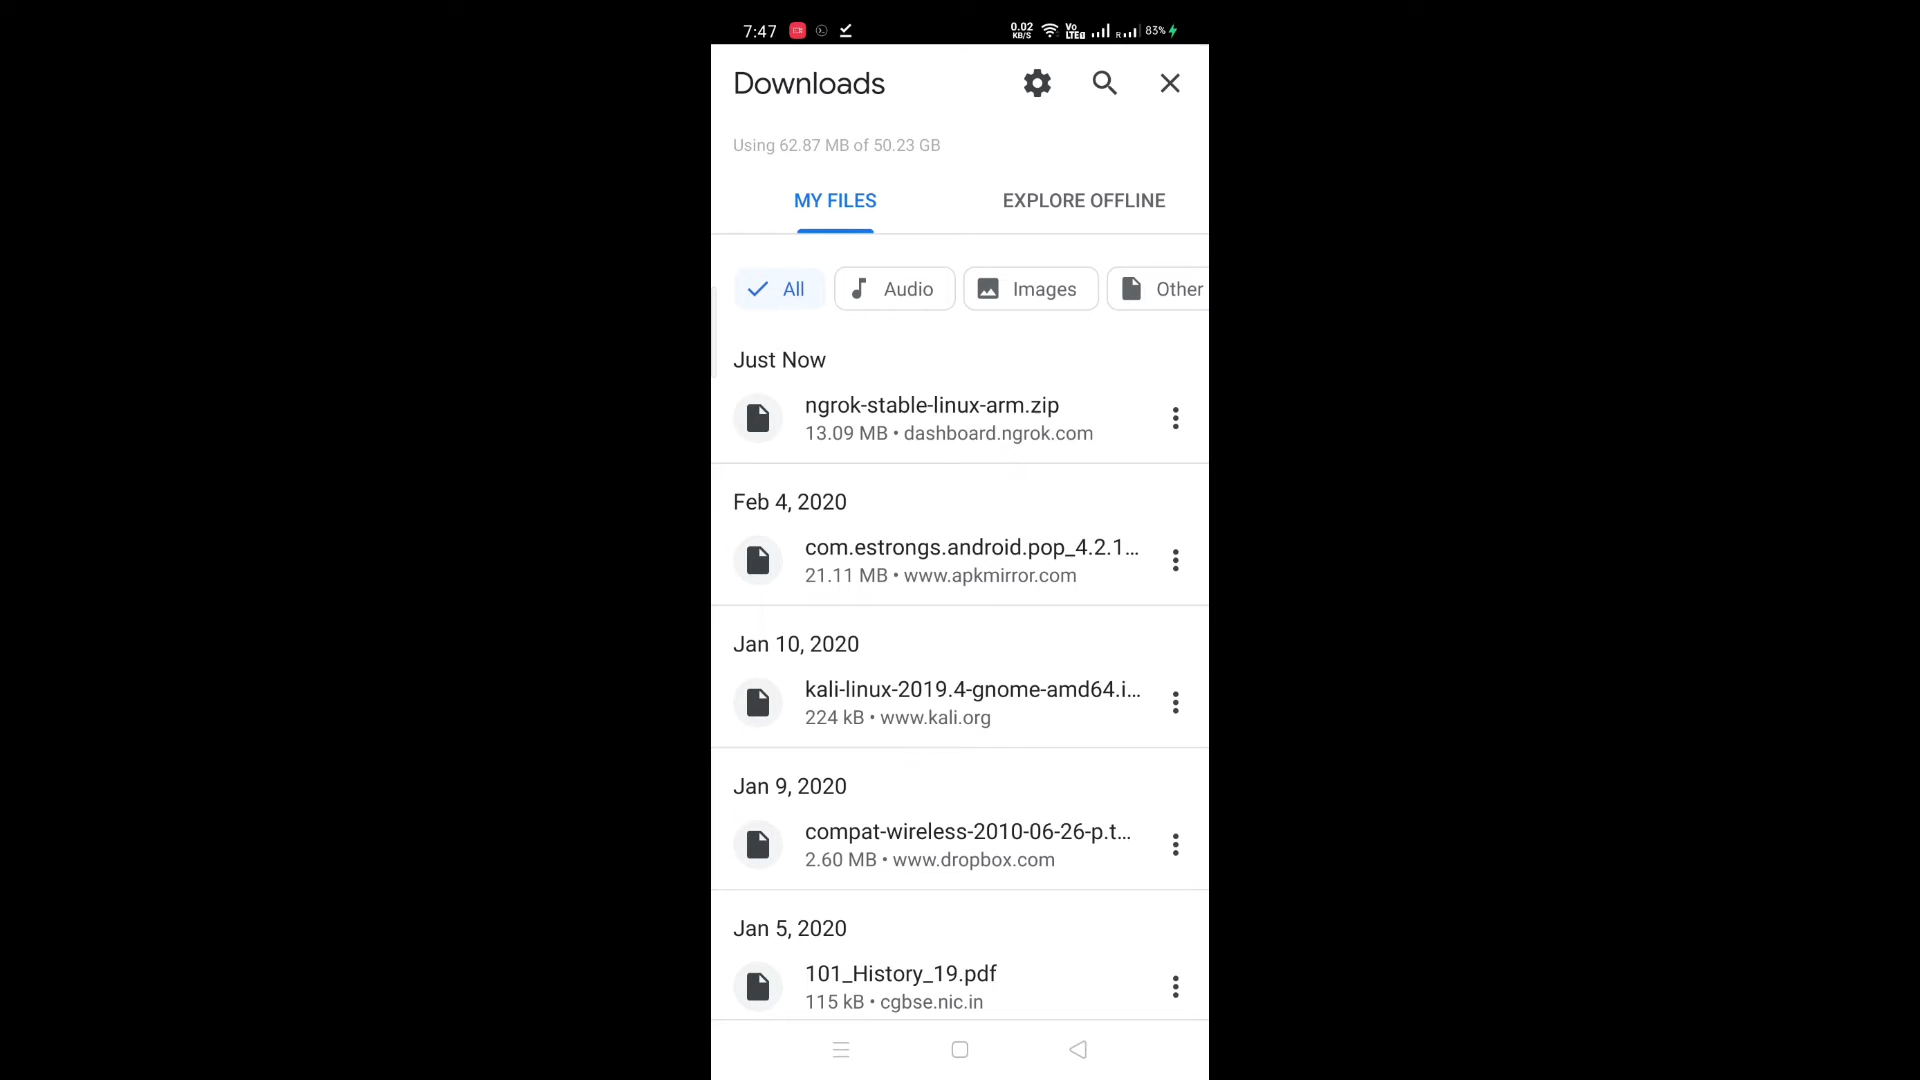 7:47
0.02 KB/S Vo LTE R 83%
Downloads
Using 62.87 MB of 50.23 GB
MY FILES EXPLORE OFFLINE
All Audio Images Other
Just Now
ngrok-stable-linux-arm.zip
13.09 MB • dashboard.ngrok.com
Feb 4, 2020
com.estrongs.android.pop_4.2.1...
21.11 MB • www.apkmirror.com
Jan 10, 2020
kali-linux-2019.4-gnome-amd64.i...
224 kB • www.kali.org
Jan 9, 2020
compat-wireless-2010-06-26-p.t...
2.60 MB • www.dropbox.com
Jan 5, 2020
101_History_19.pdf
115 kB • cgbse.nic.in